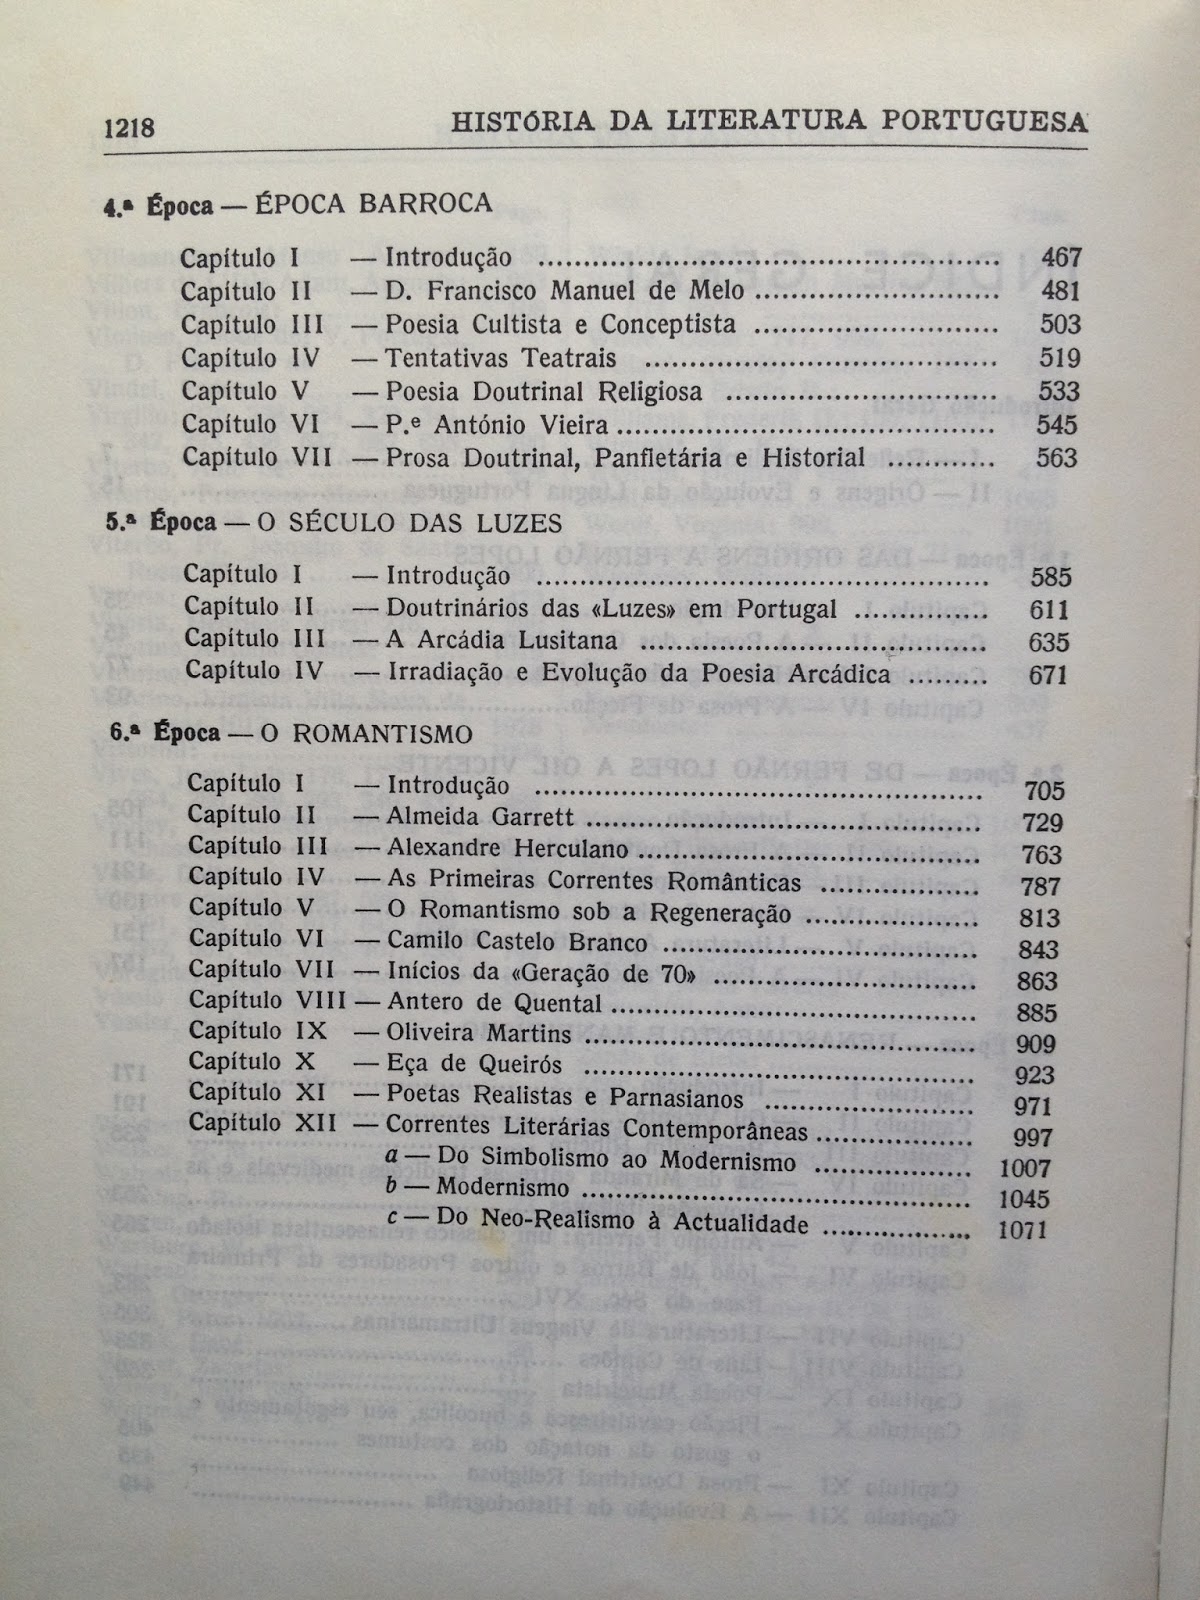 1218 HISTÓRIA DA LITERATURA PORTUGUESA
4.ª Época — ÉPOCA BARROCA
Capítulo I — Introdução .................................................. 467
Capítulo II — D. Francisco Manuel de Melo ........................... 481
Capítulo III — Poesia Cultista e Conceptista ........................... 503
Capítulo IV — Tentativas Teatrais ....................................... 519
Capítulo V — Poesia Doutrinal Religiosa .............................. 533
Capítulo VI — P.e António Vieira ......................................... 545
Capítulo VII — Prosa Doutrinal, Panfletária e Historial ............ 563
5.ª Época — O SÉCULO DAS LUZES
Capítulo I — Introdução .................................................. 585
Capítulo II — Doutrinários das «Luzes» em Portugal ............... 611
Capítulo III — A Arcádia Lusitana ...................................... 635
Capítulo IV — Irradiação e Evolução da Poesia Arcádica ......... 671
6.ª Época — O ROMANTISMO
Capítulo I — Introdução .................................................. 705
Capítulo II — Almeida Garrett ............................................ 729
Capítulo III — Alexandre Herculano ...................................... 763
Capítulo IV — As Primeiras Correntes Românticas .................. 787
Capítulo V — O Romantismo sob a Regeneração ................... 813
Capítulo VI — Camilo Castelo Branco ................................... 843
Capítulo VII — Inícios da «Geração de 70» ............................. 863
Capítulo VIII — Antero de Quental ........................................ 885
Capítulo IX — Oliveira Martins ........................................... 909
Capítulo X — Eça de Queirós ........................................... 923
Capítulo XI — Poetas Realistas e Parnasianos ....................... 971
Capítulo XII — Correntes Literárias Contemporâneas ................. 997
a — Do Simbolismo ao Modernismo ................. 1007
b — Modernismo ........................................... 1045
c — Do Neo-Realismo à Actualidade .................. 1071